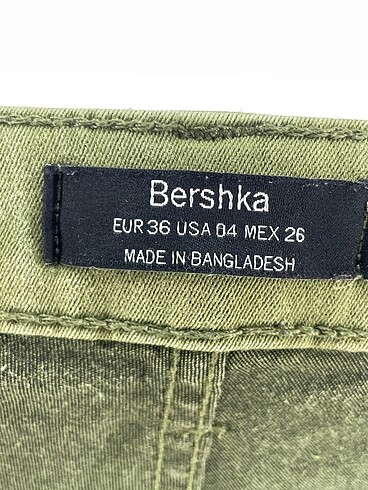 Bershka
EUR 36 USA 04 MEX 26
MADE IN BANGLADESH